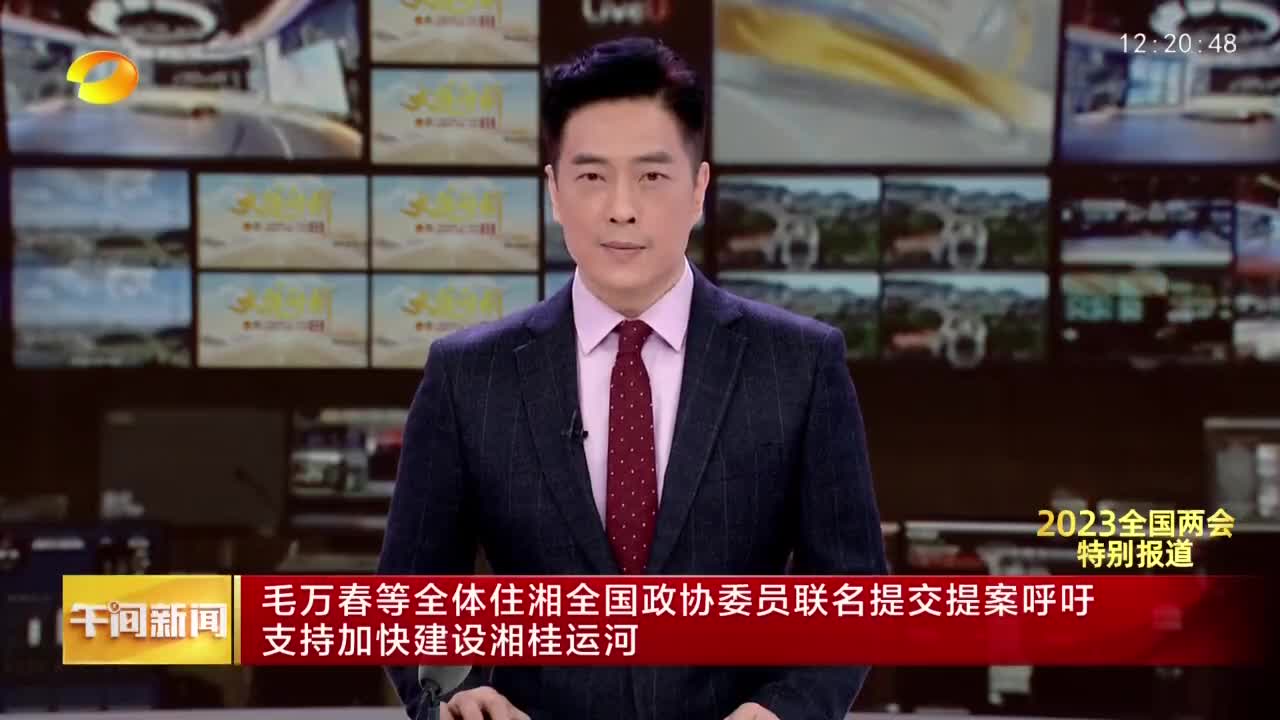 LiveU
12:20:48
2023全国两会
特别报道
午间新闻
毛万春等全体住湘全国政协委员联名提交提案呼吁
支持加快建设湘桂运河